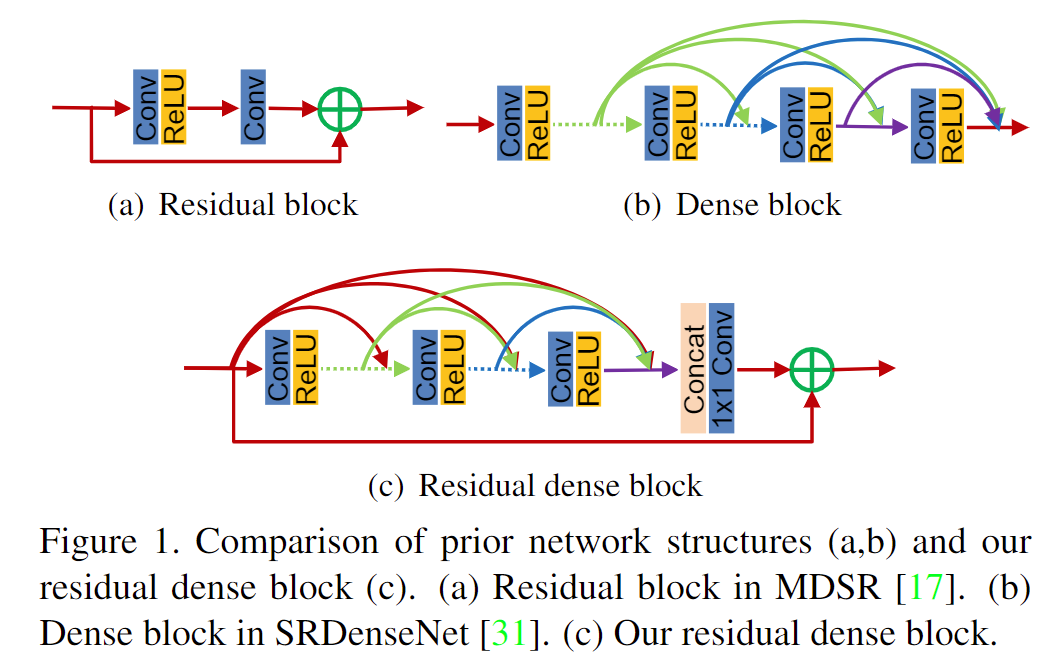 Conv
ReLU
Conv
(a) Residual block
Conv
ReLU
Conv
ReLU
Conv
ReLU
Conv
ReLU
(b) Dense block
Conv
ReLU
Conv
ReLU
Conv
ReLU
Concat
1x1 Conv
(c) Residual dense block
Figure 1. Comparison of prior network structures (a,b) and our
residual dense block (c). (a) Residual block in MDSR [17]. (b)
Dense block in SRDenseNet [31]. (c) Our residual dense block.